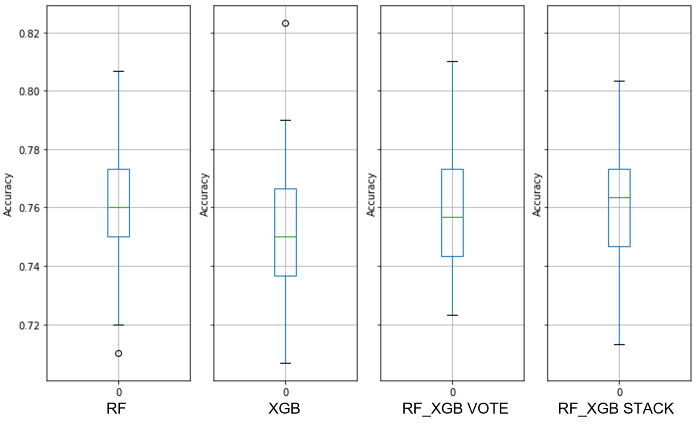 0.82
0.80
0.78
0.76
0.74
0.72
Accuracy
Accuracy
Accuracy
Accuracy
0
0
0
0
RF
XGB
RF_XGB VOTE
RF_XGB STACK